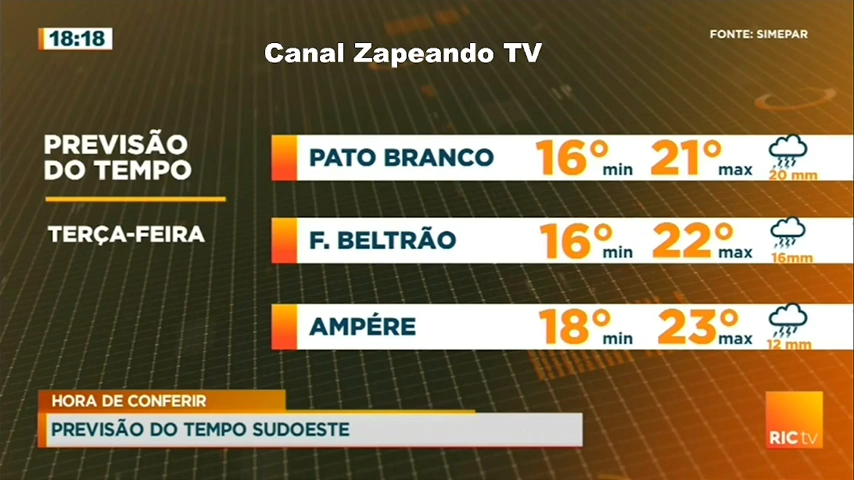 18:18
Canal Zapeando TV
FONTE: SIMEPAR
PREVISÃO
DO TEMPO
TERÇA-FEIRA
PATO BRANCO 16° min 21° max 20 mm
F. BELTRÃO 16° min 22° max 16mm
AMPÉRE 18° min 23° max 12 mm
HORA DE CONFERIR
PREVISÃO DO TEMPO SUDOESTE
RIC tv